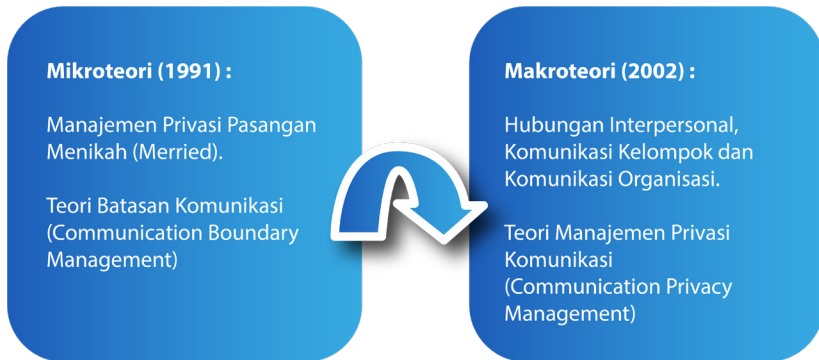 Mikroteori (1991) :
Manajemen Privasi Pasangan
Menikah (Merried).
Teori Batasan Komunikasi
(Communication Boundary
Management)
Makroteori (2002) :
Hubungan Interpersonal,
Komunikasi Kelompok dan
Komunikasi Organisasi.
Teori Manajemen Privasi
Komunikasi
(Communication Privacy
Management)